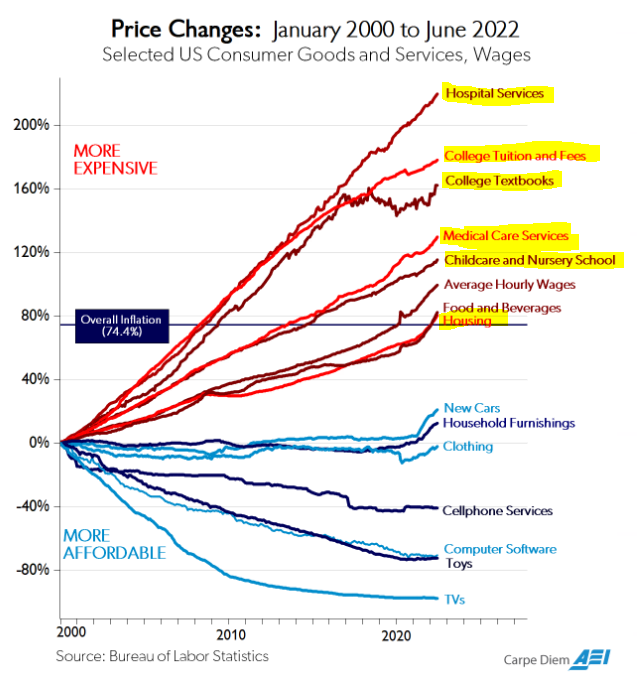 Price Changes: January 2000 to June 2022
Selected US Consumer Goods and Services, Wages
200%
160%
120%
80%
40%
0%
-40%
-80%
MORE
EXPENSIVE
Overall Inflation
(74.4%)
MORE
AFFORDABLE
Hospital Services
College Tuition and Fees
College Textbooks
Medical Care Services
Childcare and Nursery School
Average Hourly Wages
Food and Beverages
Housing
New Cars
Household Furnishings
Clothing
Cellphone Services
Computer Software
Toys
TVs
2000
2010
2020
Source: Bureau of Labor Statistics
Carpe Diem AEI